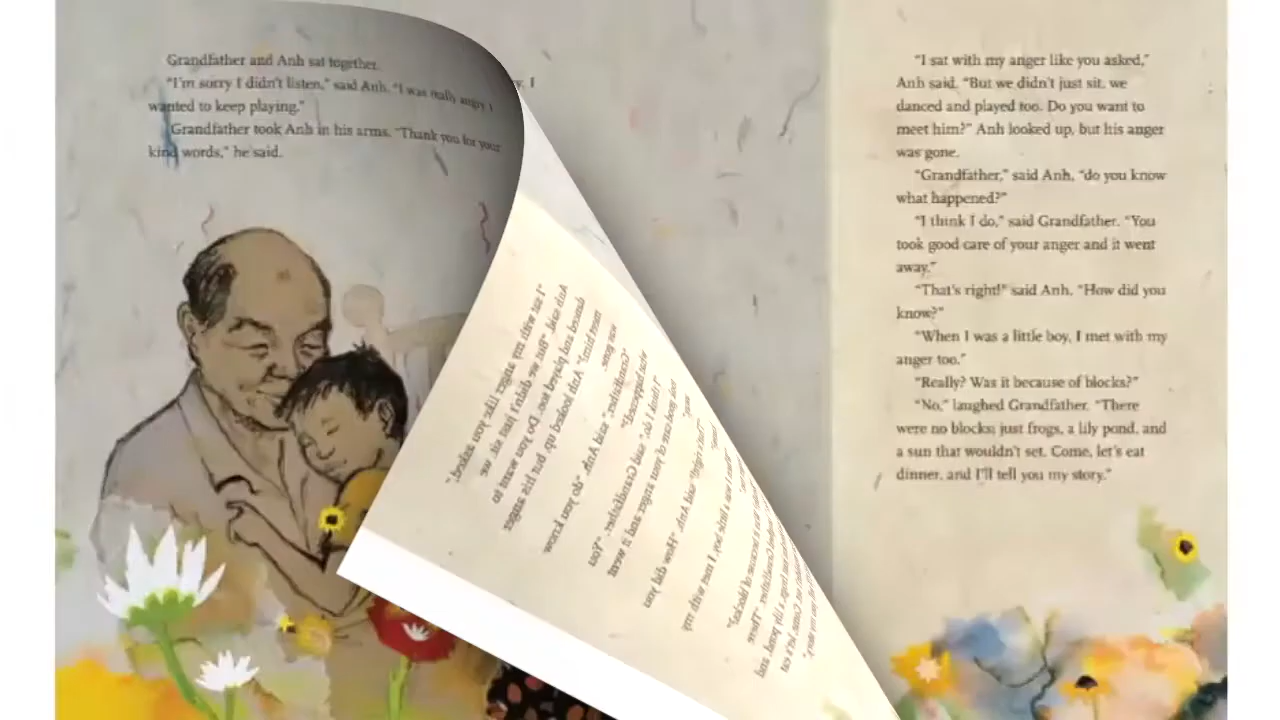 Grandfather and Anh sat together.
"I'm sorry I didn't listen," said Anh. "I was really angry. I
wanted to keep playing."
Grandfather took Anh in his arms. "Thank you for your
kind words," he said.
"I sat with my anger like you asked,"
Anh said. "But we didn't just sit, we
danced and played too. Do you want to
meet him?" Anh looked up, but his anger
was gone.
"Grandfather," said Anh, "do you know
what happened?"
"I think I do," said Grandfather. "You
took good care of your anger and it went
away."
"That's right!" said Anh. "How did you
know?"
"When I was a little boy, I met with my
anger too."
"Really? Was it because of blocks?"
"No," laughed Grandfather. "There
were no blocks; just frogs, a lily pond, and
a sun that wouldn't set. Come, let's eat
dinner, and I'll tell you my story."